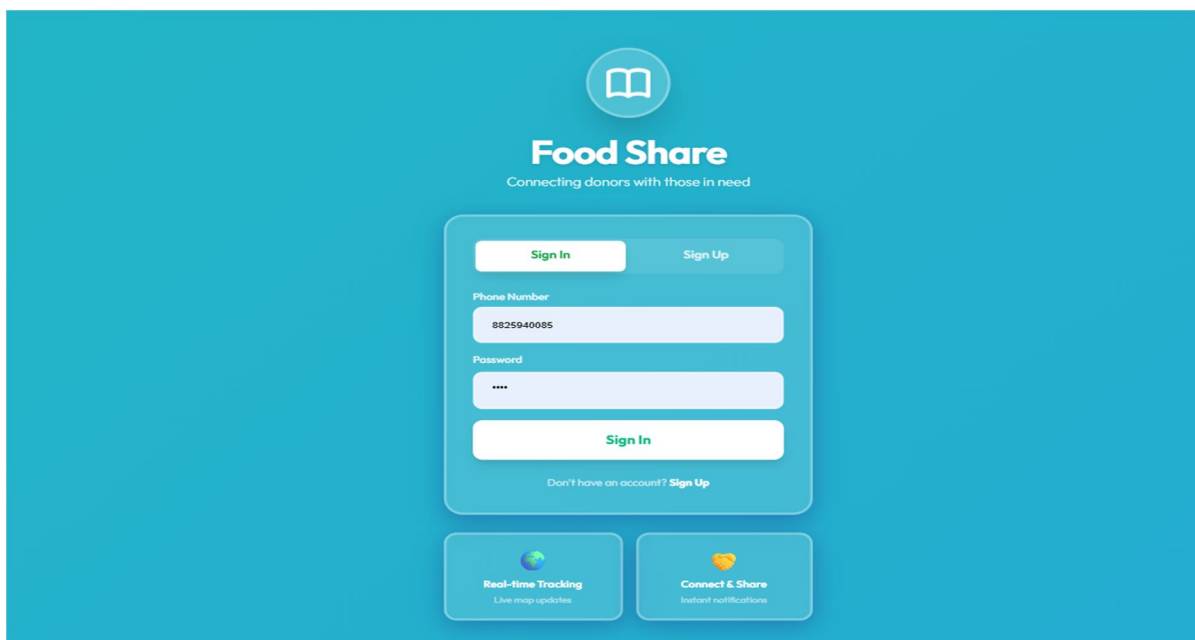 Food Share
Connecting donors with those in need
Sign In Sign Up
Phone Number
8825940085
Password
••••
Sign In
Don't have an account? Sign Up
Real-time Tracking
Live map updates
Connect & Share
Instant notifications